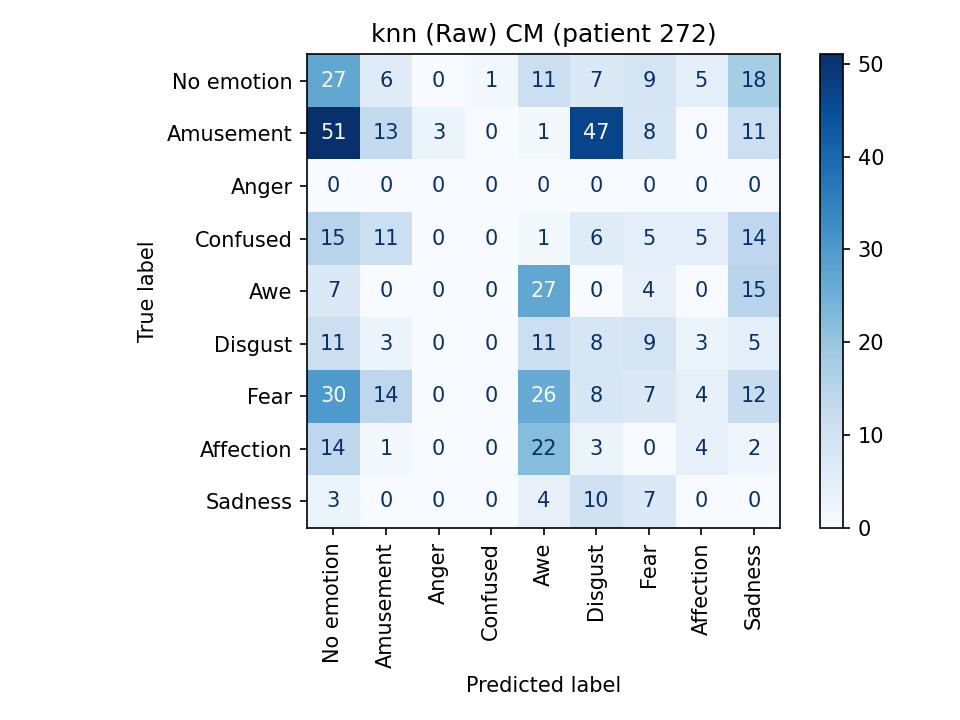 knn (Raw) CM (patient 272)
No emotion 27 6 0 1 11 7 9 5 18
Amusement 51 13 3 0 1 47 8 0 11
Anger 0 0 0 0 0 0 0 0 0
Confused 15 11 0 0 1 6 5 5 14
Awe 7 0 0 0 27 0 4 0 15
Disgust 11 3 0 0 11 8 9 3 5
Fear 30 14 0 0 26 8 7 4 12
Affection 14 1 0 0 22 3 0 4 2
Sadness 3 0 0 0 4 10 7 0 0
True label
No emotion
Amusement
Anger
Confused
Awe
Disgust
Fear
Affection
Sadness
Predicted label
50
40
30
20
10
0